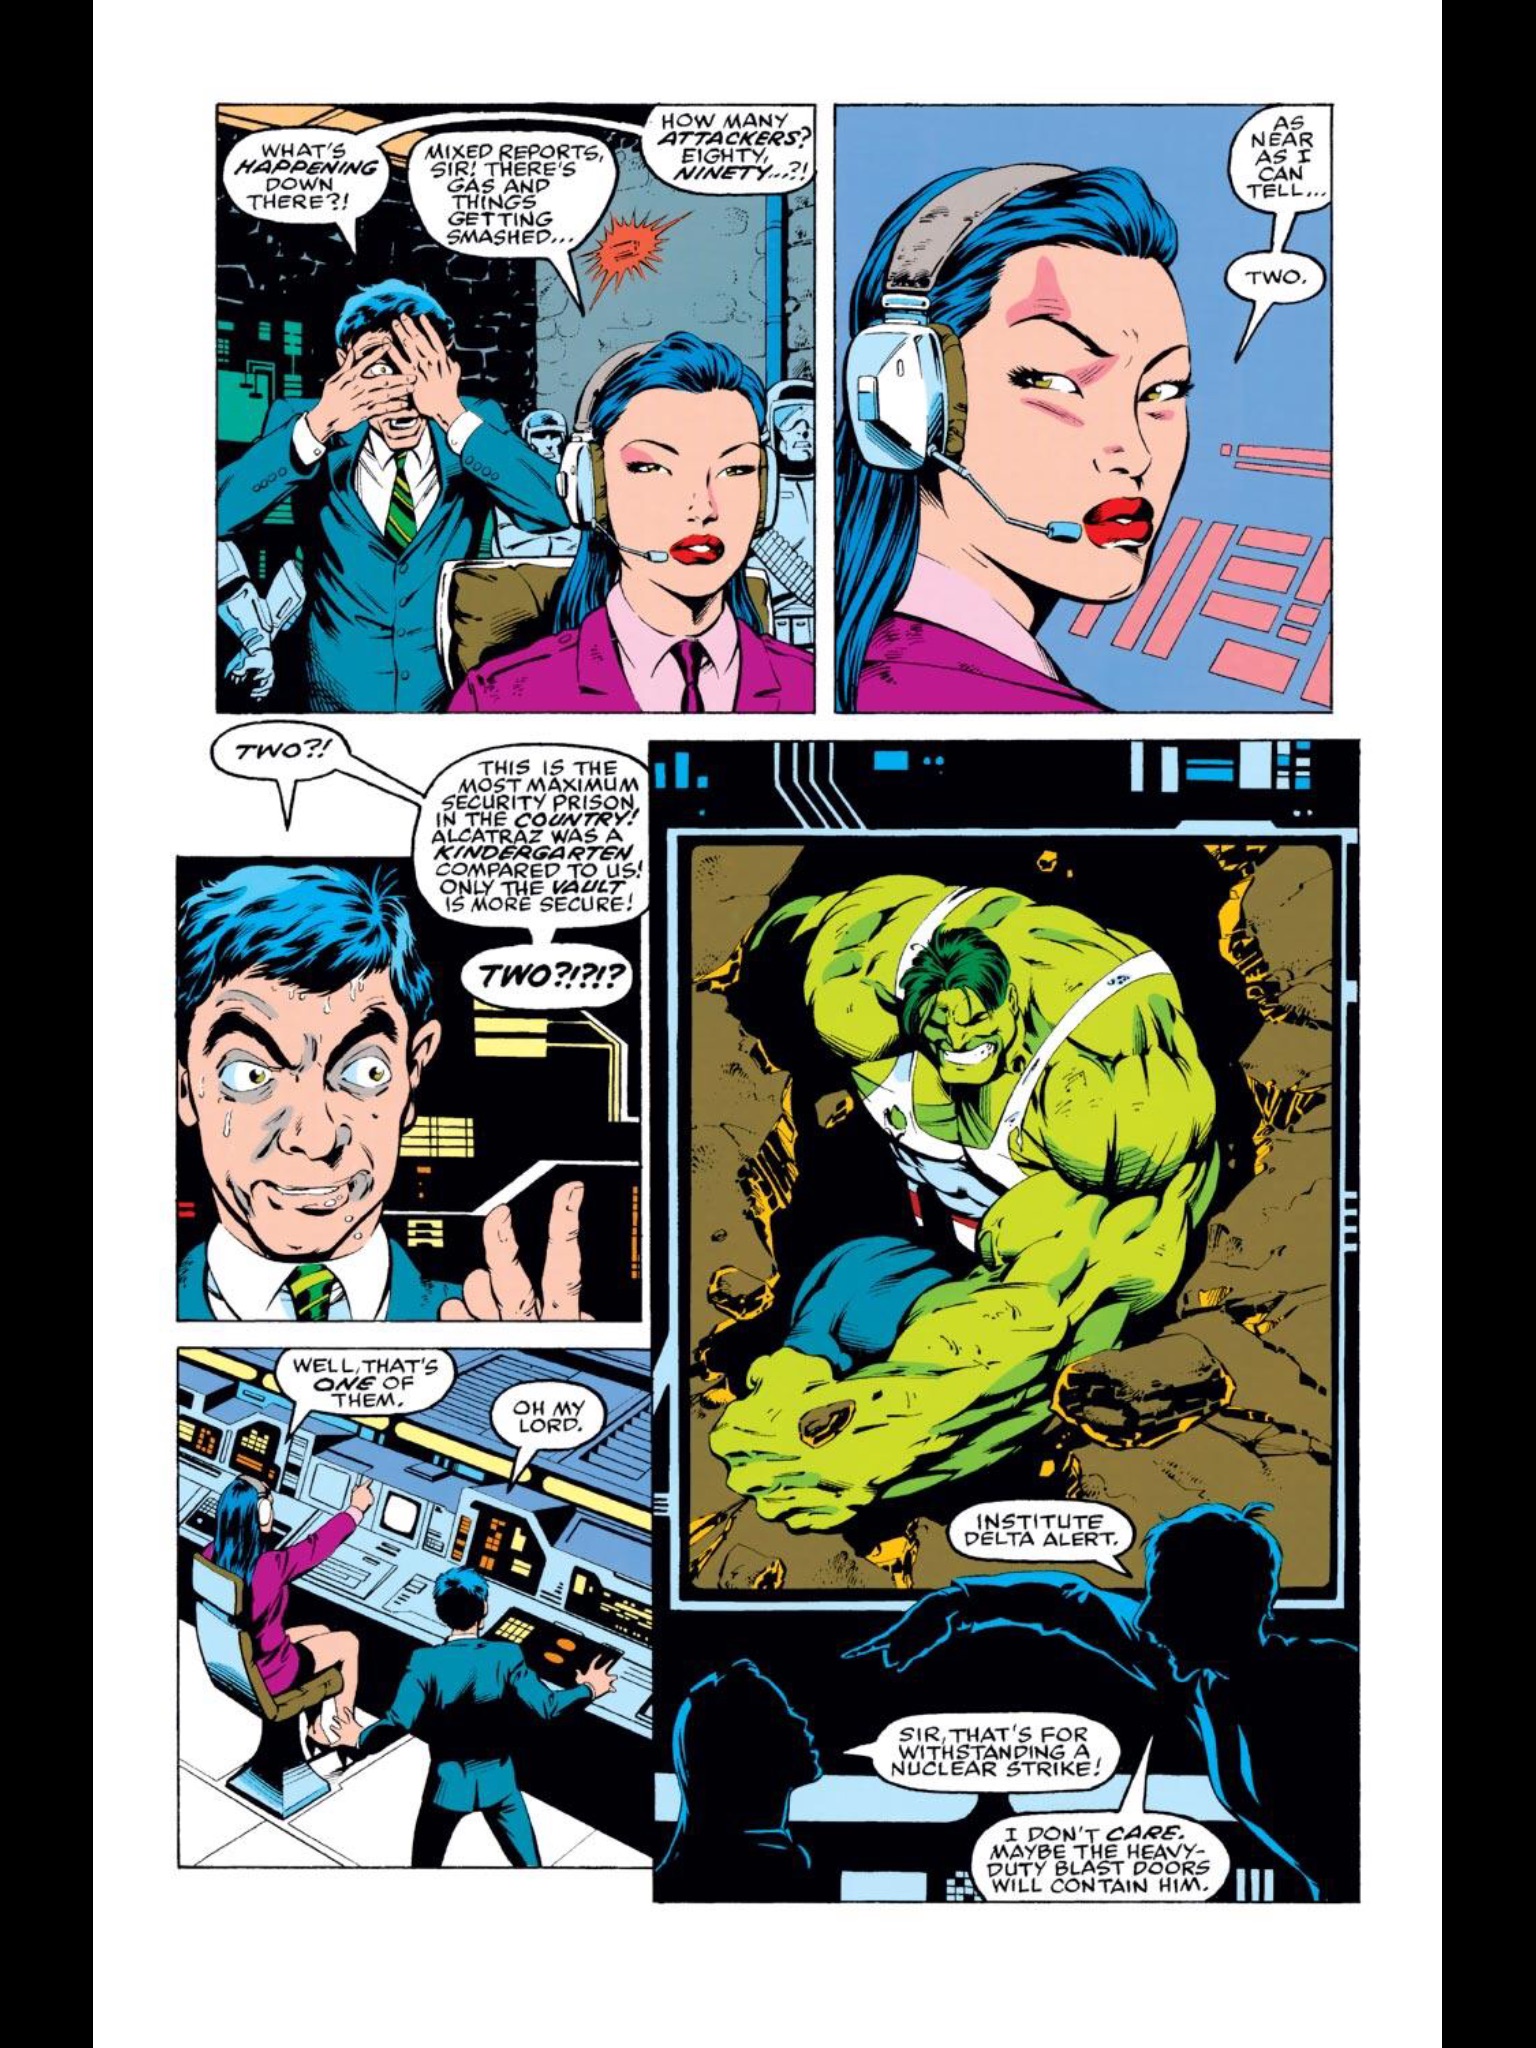 WHAT'S
HAPPENING
DOWN
THERE?!
MIXED REPORTS,
SIR! THERE'S
GAS AND
THINGS
GETTING
SMASHED...
HOW MANY
ATTACKERS?
EIGHTY,
NINETY...?!
AS
NEAR
AS I
CAN
TELL...
TWO.
TWO?!
THIS IS THE
MOST MAXIMUM
SECURITY PRISON
IN THE COUNTRY!
ALCATRAZ WAS A
KINDERGARTEN
COMPARED TO US!
ONLY THE VAULT
IS MORE SECURE!
TWO?!?!?
WELL, THAT'S
ONE OF
THEM.
OH MY
LORD.
INSTITUTE
DELTA ALERT.
SIR, THAT'S FOR
WITHSTANDING A
NUCLEAR STRIKE!
I DON'T CARE.
MAYBE THE HEAVY-
DUTY BLAST DOORS
WILL CONTAIN HIM.